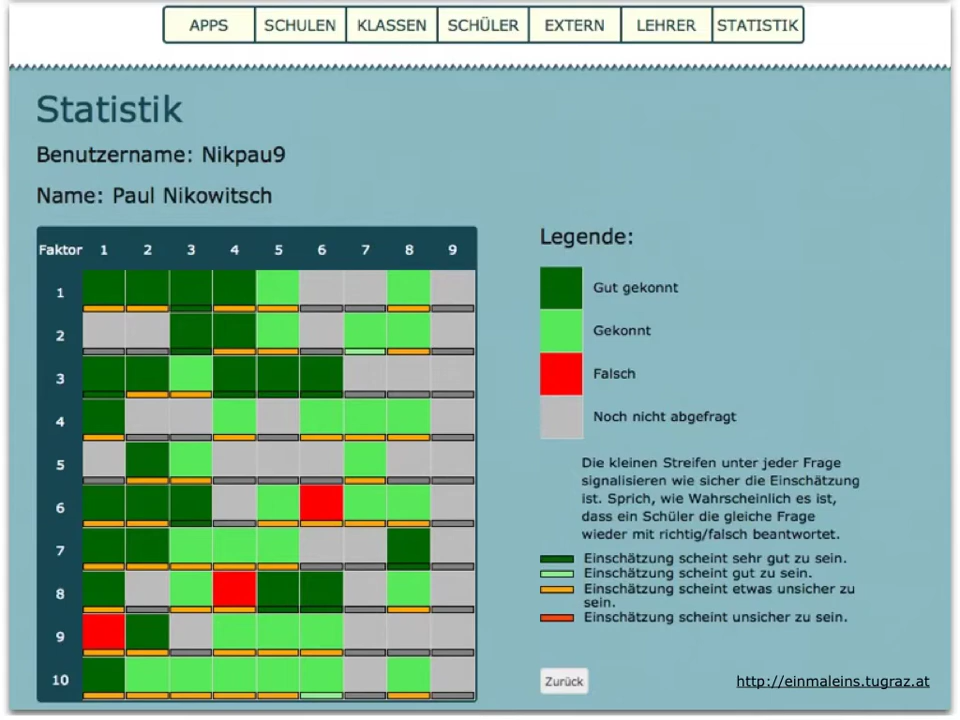 APPS SCHULEN KLASSEN SCHÜLER EXTERN LEHRER STATISTIK
Statistik
Benutzername: Nikpau9
Name: Paul Nikowitsch
Faktor 1 2 3 4 5 6 7 8 9
1
2
3
4
5
6
7
8
9
10
Legende:
Gut gekonnt
Gekonnt
Falsch
Noch nicht abgefragt
Die kleinen Streifen unter jeder Frage
signalisieren wie sicher die Einschätzung
ist. Sprich, wie Wahrscheinlich es ist,
dass ein Schüler die gleiche Frage
wieder mit richtig/falsch beantwortet.
Einschätzung scheint sehr gut zu sein.
Einschätzung scheint gut zu sein.
Einschätzung scheint etwas unsicher zu
sein.
Einschätzung scheint unsicher zu sein.
Zurück
http://einmaleins.tugraz.at